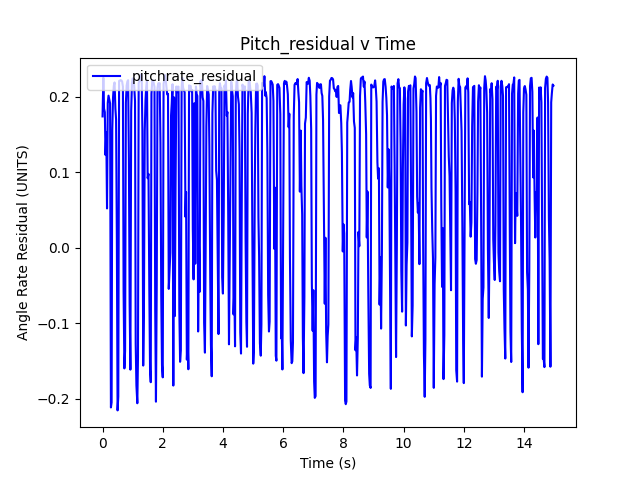 Pitch_residual v Time
pitchrate_residual
Angle Rate Residual (UNITS)
0.2
0.1
0.0
−0.1
−0.2
0 2 4 6 8 10 12 14
Time (s)